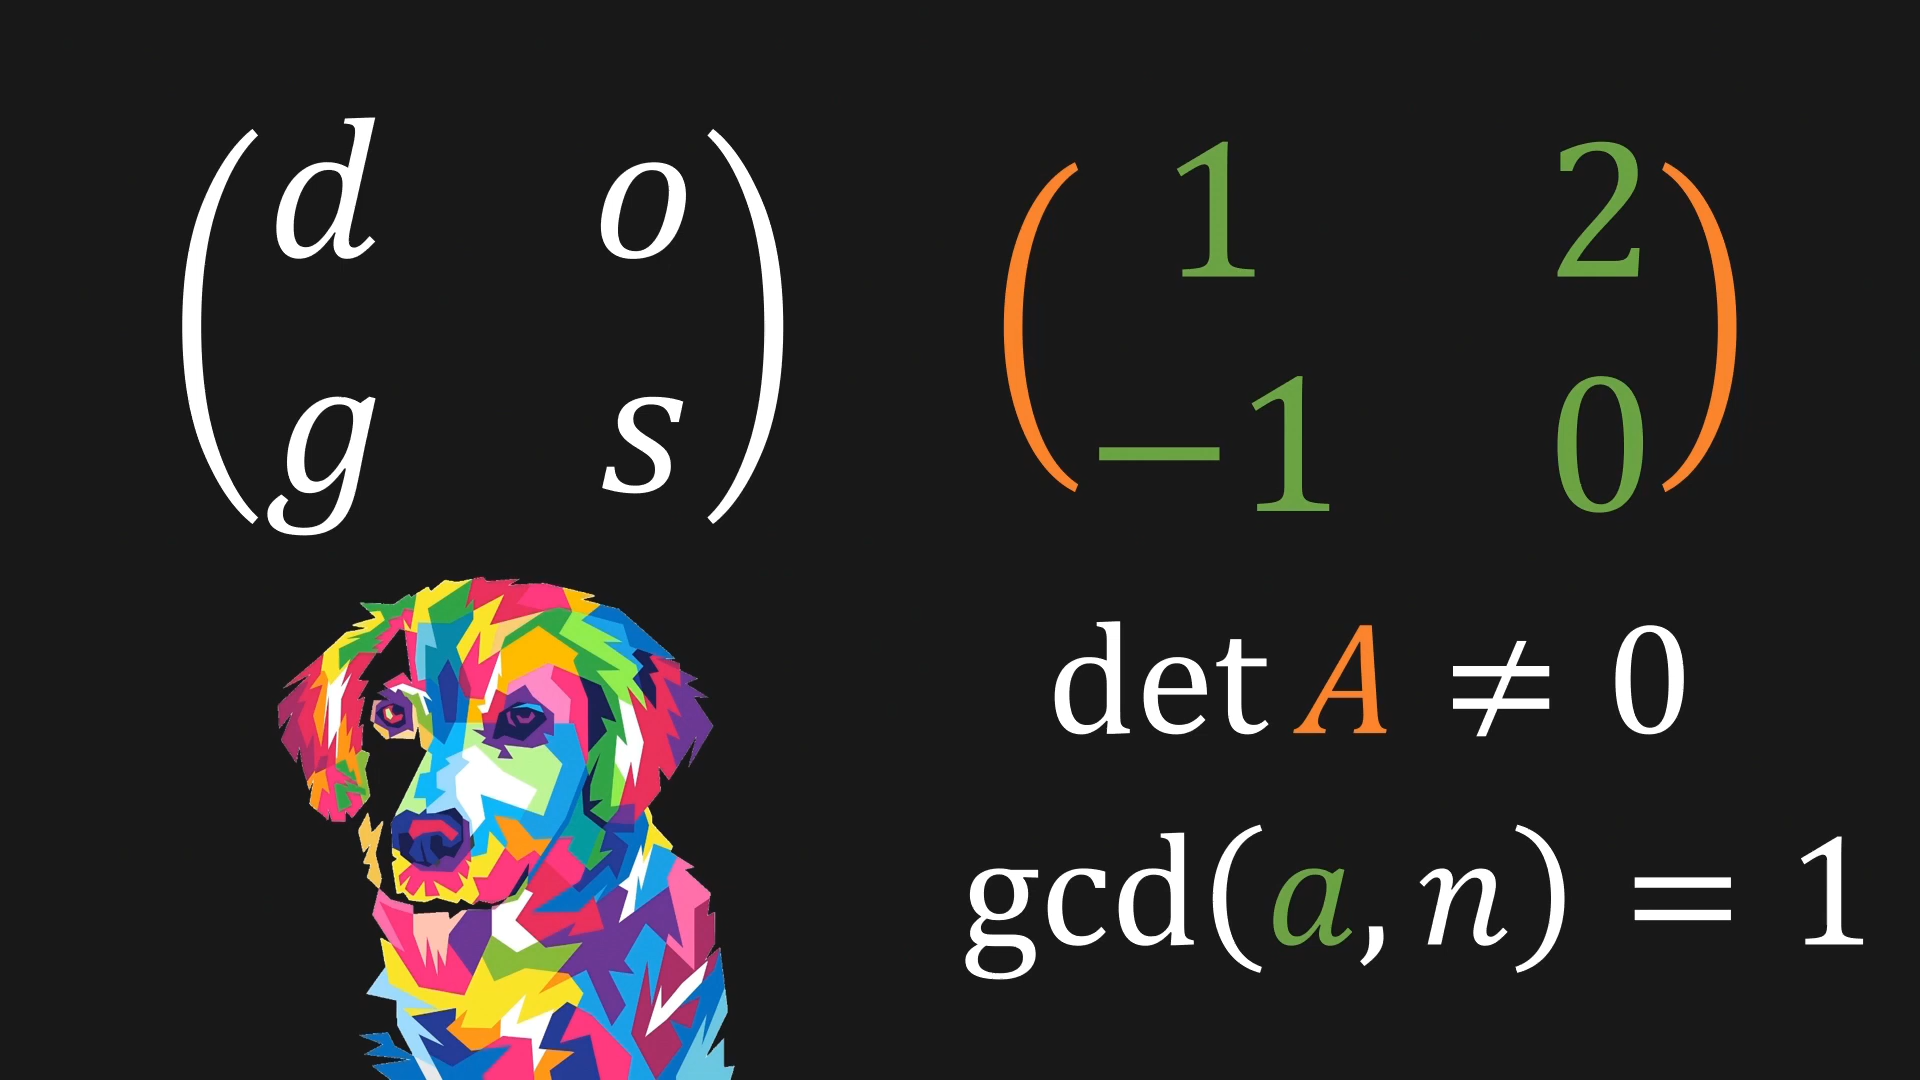 (d o
g s)
(1 2
−1 0)
det A ≠ 0
gcd(a, n) = 1